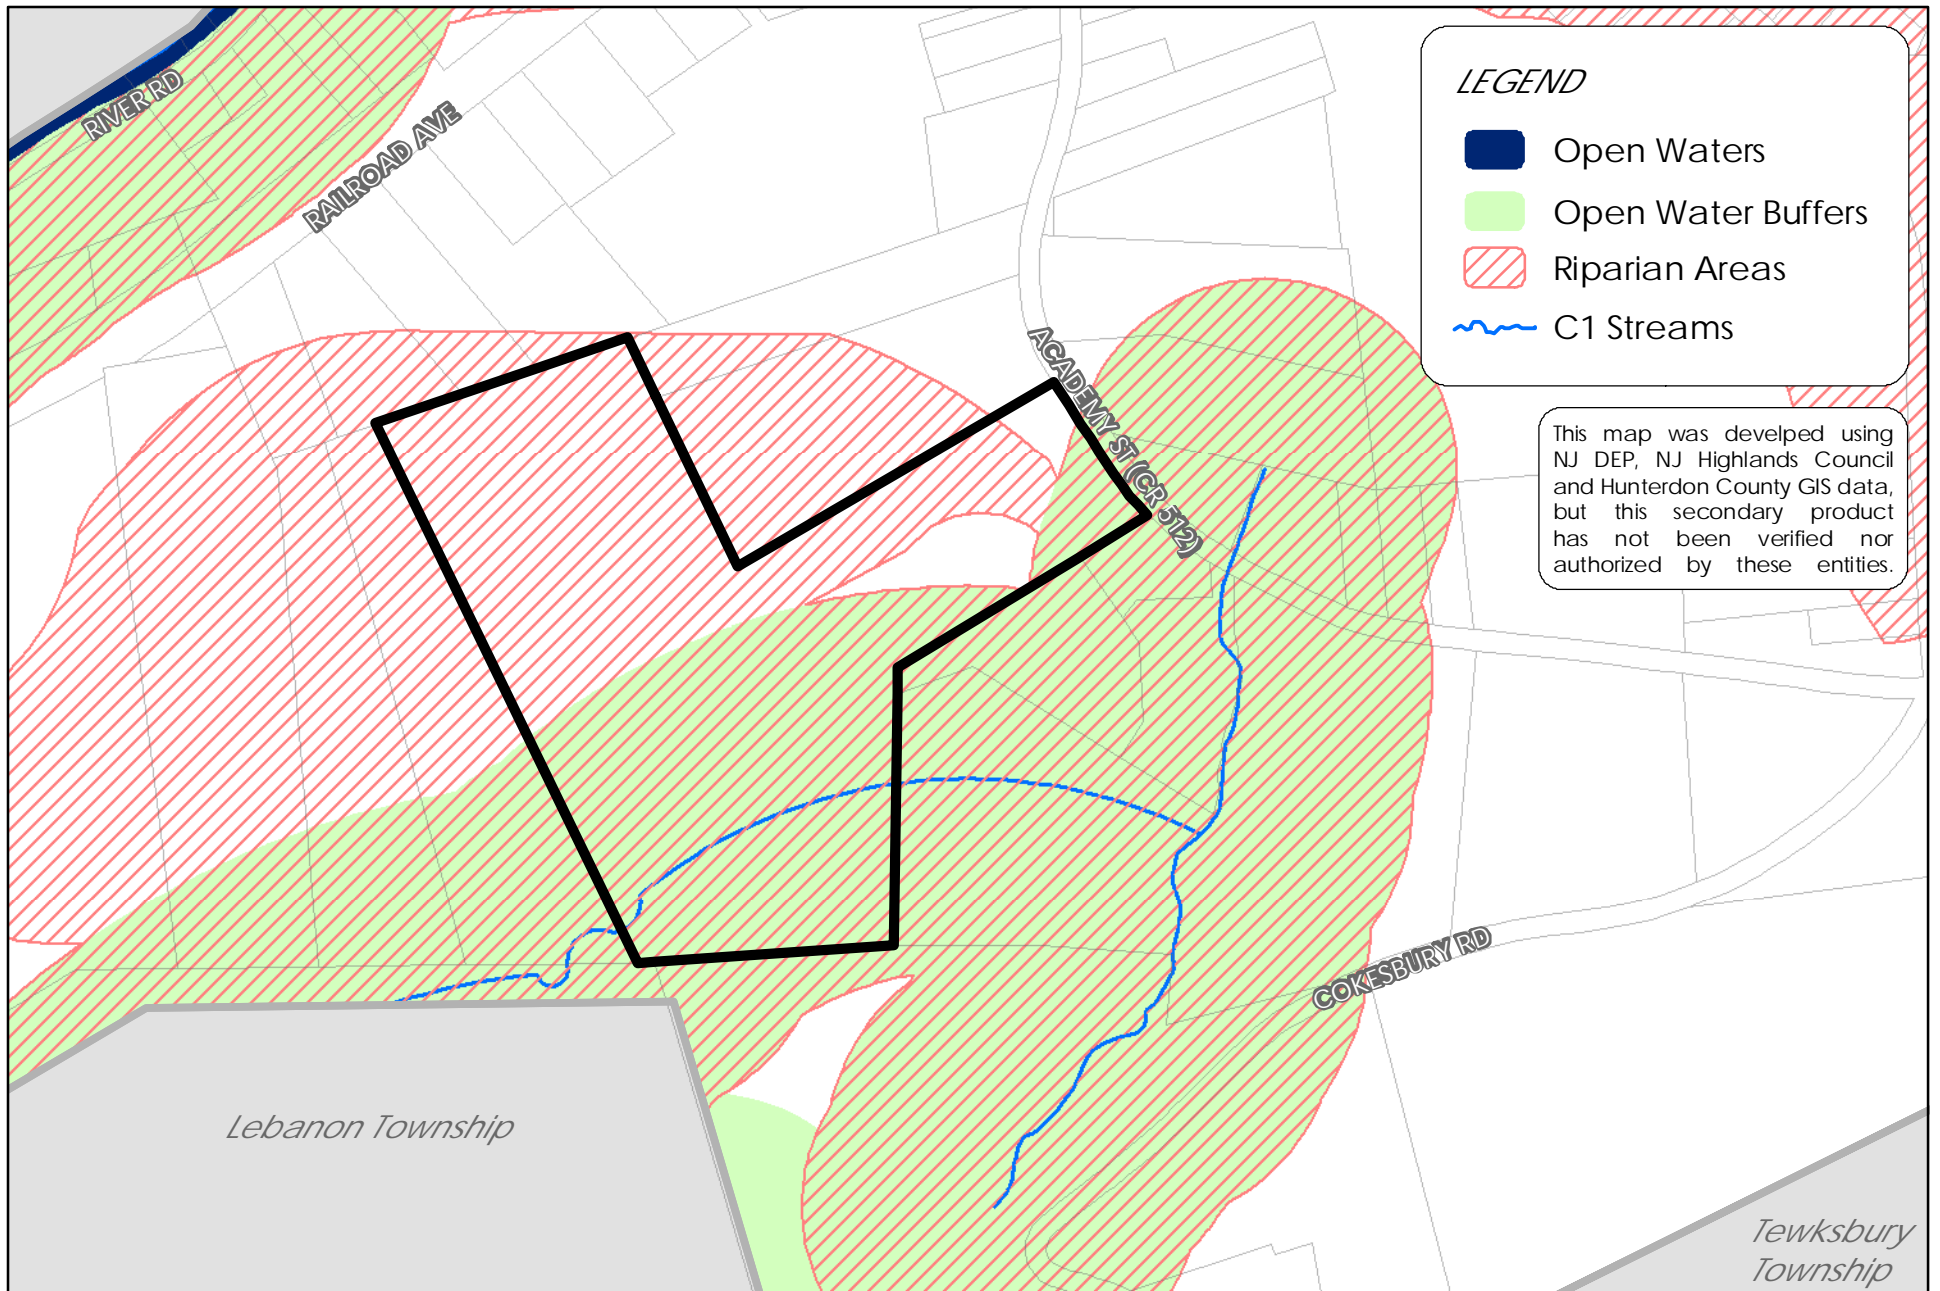 RIVER RD
RAILROAD AVE
ACADEMY ST (CR 512)
LEGEND
Open Waters
Open Water Buffers
Riparian Areas
C1 Streams
This map was develped using
NJ DEP, NJ Highlands Council
and Hunterdon County GIS data,
but this secondary product
has not been verified nor
authorized by these entities.
COKESBURY RD
Lebanon Township
Tewksbury
Township